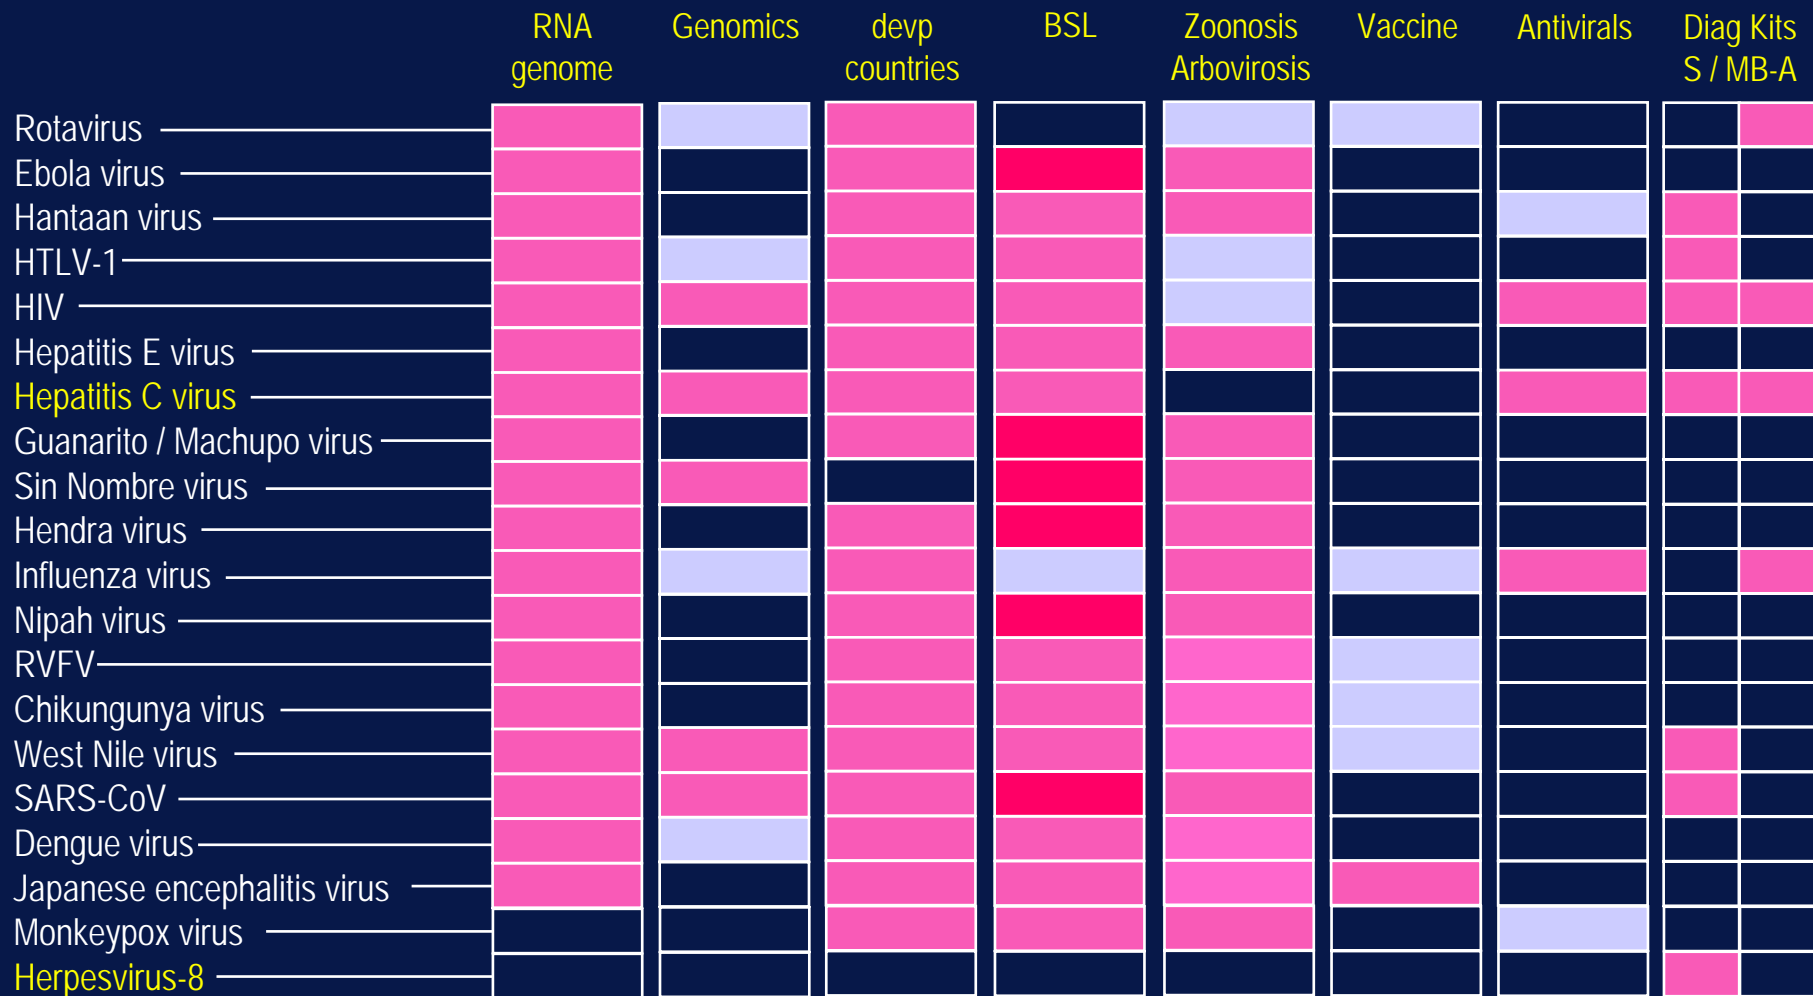 RNA genome Genomics devp countries BSL Zoonosis Arbovirosis Vaccine Antivirals Diag Kits S / MB-A
Rotavirus
Ebola virus
Hantaan virus
HTLV-1
HIV
Hepatitis E virus
Hepatitis C virus
Guanarito / Machupo virus
Sin Nombre virus
Hendra virus
Influenza virus
Nipah virus
RVFV
Chikungunya virus
West Nile virus
SARS-CoV
Dengue virus
Japanese encephalitis virus
Monkeypox virus
Herpesvirus-8